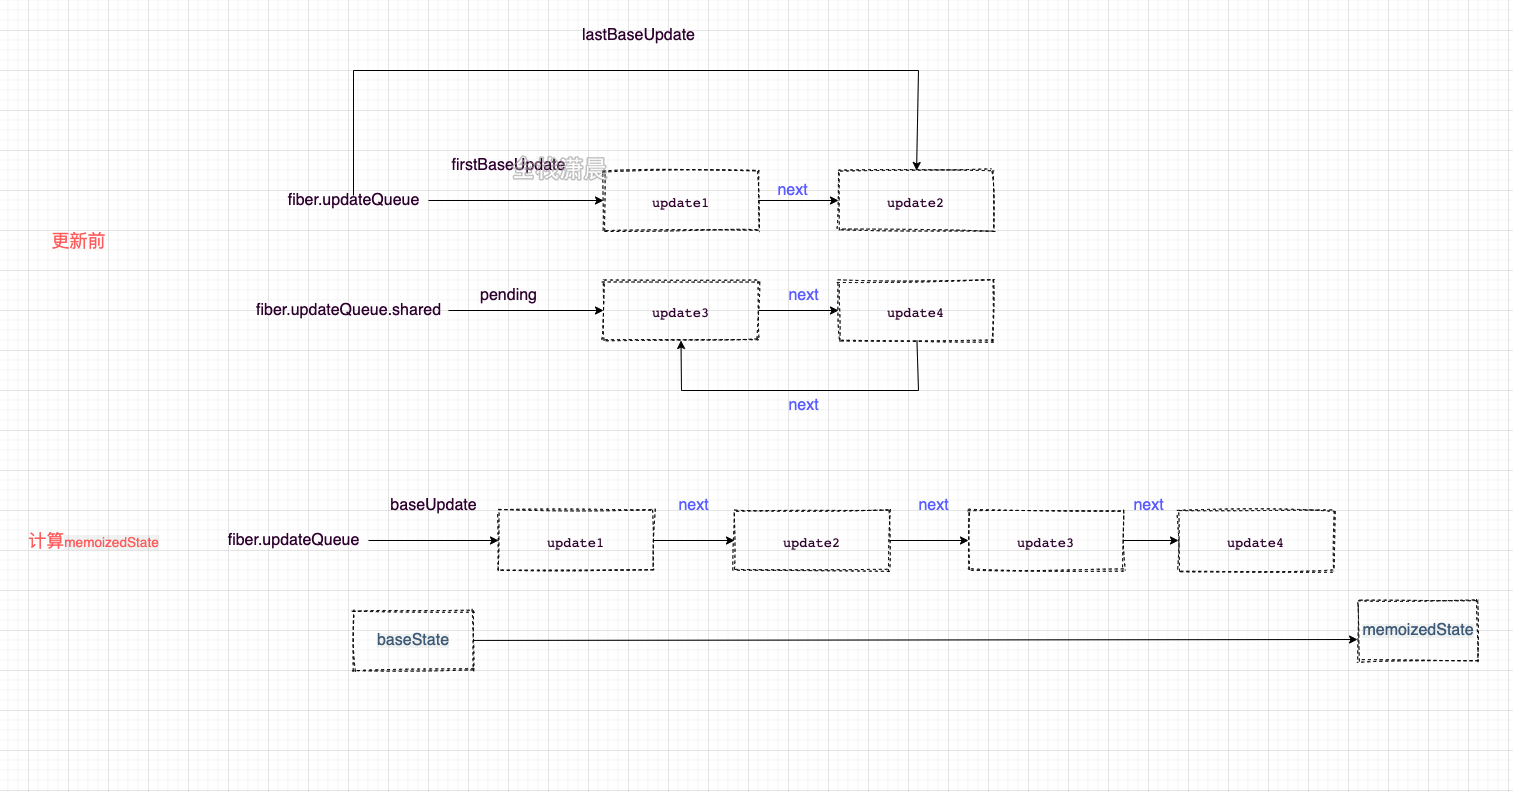 lastBaseUpdate
firstBaseUpdate
全栈潇晨
fiber.updateQueue
update1
next
update2
更新前
fiber.updateQueue.shared
pending
update3
next
update4
next
baseUpdate
next
next
next
计算memoizedState
fiber.updateQueue
update1
update2
update3
update4
baseState
memoizedState